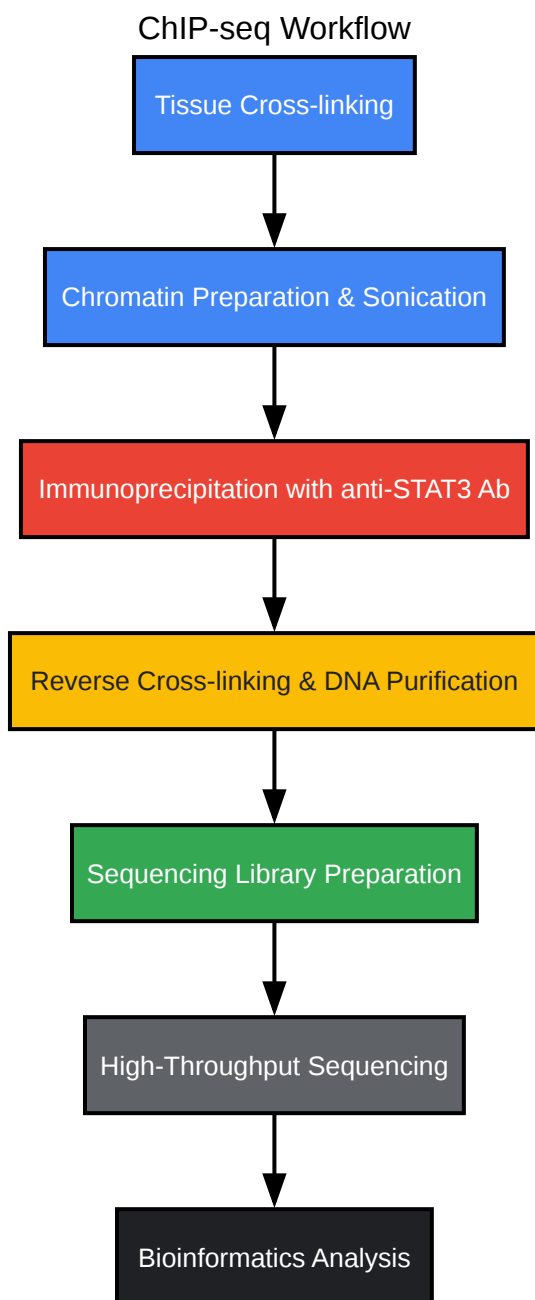 ChIP-seq Workflow
Tissue Cross-linking
Chromatin Preparation & Sonication
Immunoprecipitation with anti-STAT3 Ab
Reverse Cross-linking & DNA Purification
Sequencing Library Preparation
High-Throughput Sequencing
Bioinformatics Analysis